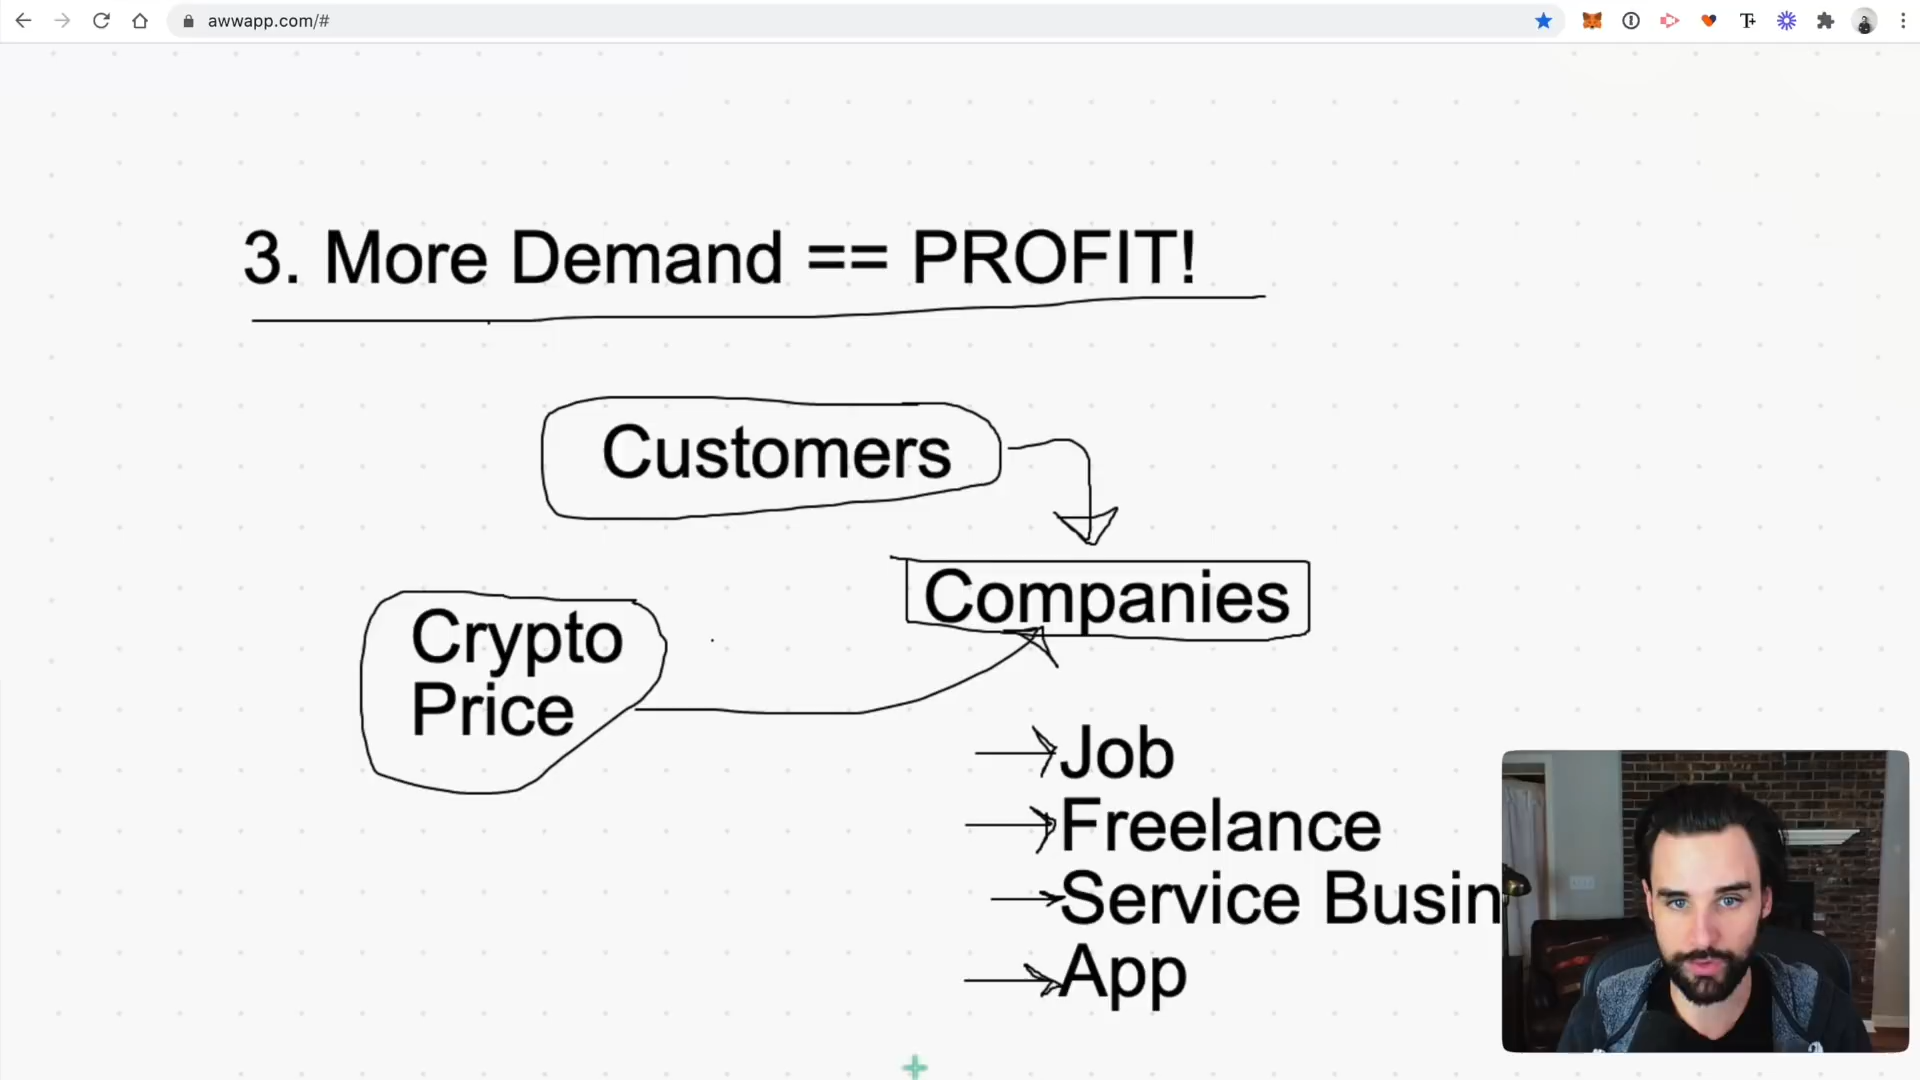 awwapp.com/#
3. More Demand == PROFIT!
Customers
Companies
Crypto
Price
Job
Freelance
Service Busin
App